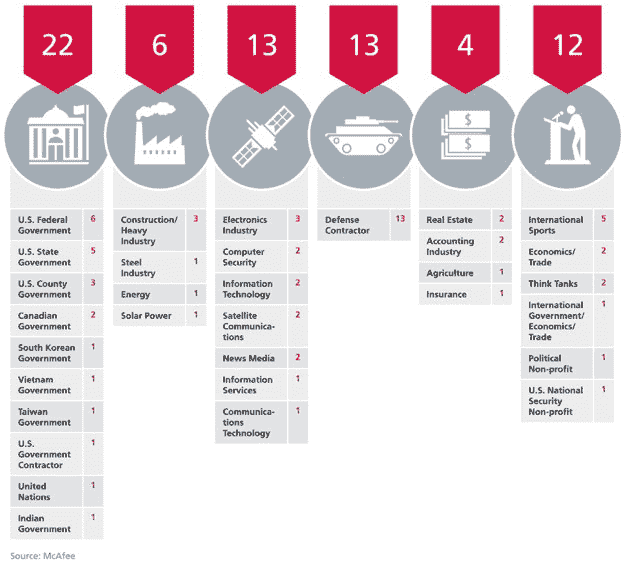 22
6
13
13
4
12
$
$
U.S. Federal 6
Government
U.S. State 5
Government
U.S. County 3
Government
Canadian 2
Government
South Korean 1
Government
Vietnam 1
Government
Taiwan 1
Government
U.S. 1
Government
Contractor
United 1
Nations
Indian 1
Government
Construction/ 3
Heavy
Industry
Steel 1
Industry
Energy 1
Solar Power 1
Electronics 3
Industry
Computer 2
Security
Information 2
Technology
Satellite 2
Communica-
tions
News Media 2
Information 1
Services
Communica- 1
tions
Technology
Defense 13
Contractor
Real Estate 2
Accounting 2
Industry
Agriculture 1
Insurance 1
International 5
Sports
Economics/ 2
Trade
Think Tanks 2
International 1
Government/
Economics/
Trade
Political 1
Non-profit
U.S. National 1
Security
Non-profit
Source: McAfee